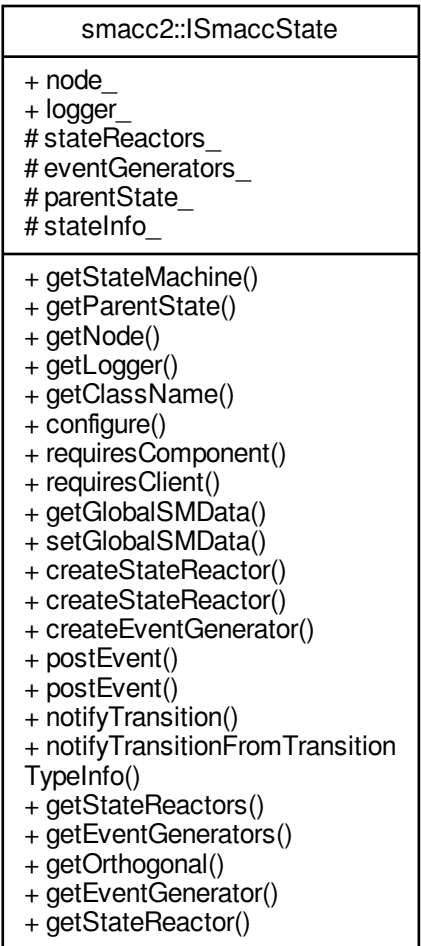 smacc2::ISmaccState
+ node_
+ logger_
# stateReactors_
# eventGenerators_
# parentState_
# stateInfo_
+ getStateMachine()
+ getParentState()
+ getNode()
+ getLogger()
+ getClassName()
+ configure()
+ requiresComponent()
+ requiresClient()
+ getGlobalSMData()
+ setGlobalSMData()
+ createStateReactor()
+ createStateReactor()
+ createEventGenerator()
+ postEvent()
+ postEvent()
+ notifyTransition()
+ notifyTransitionFromTransition
TypeInfo()
+ getStateReactors()
+ getEventGenerators()
+ getOrthogonal()
+ getEventGenerator()
+ getStateReactor()